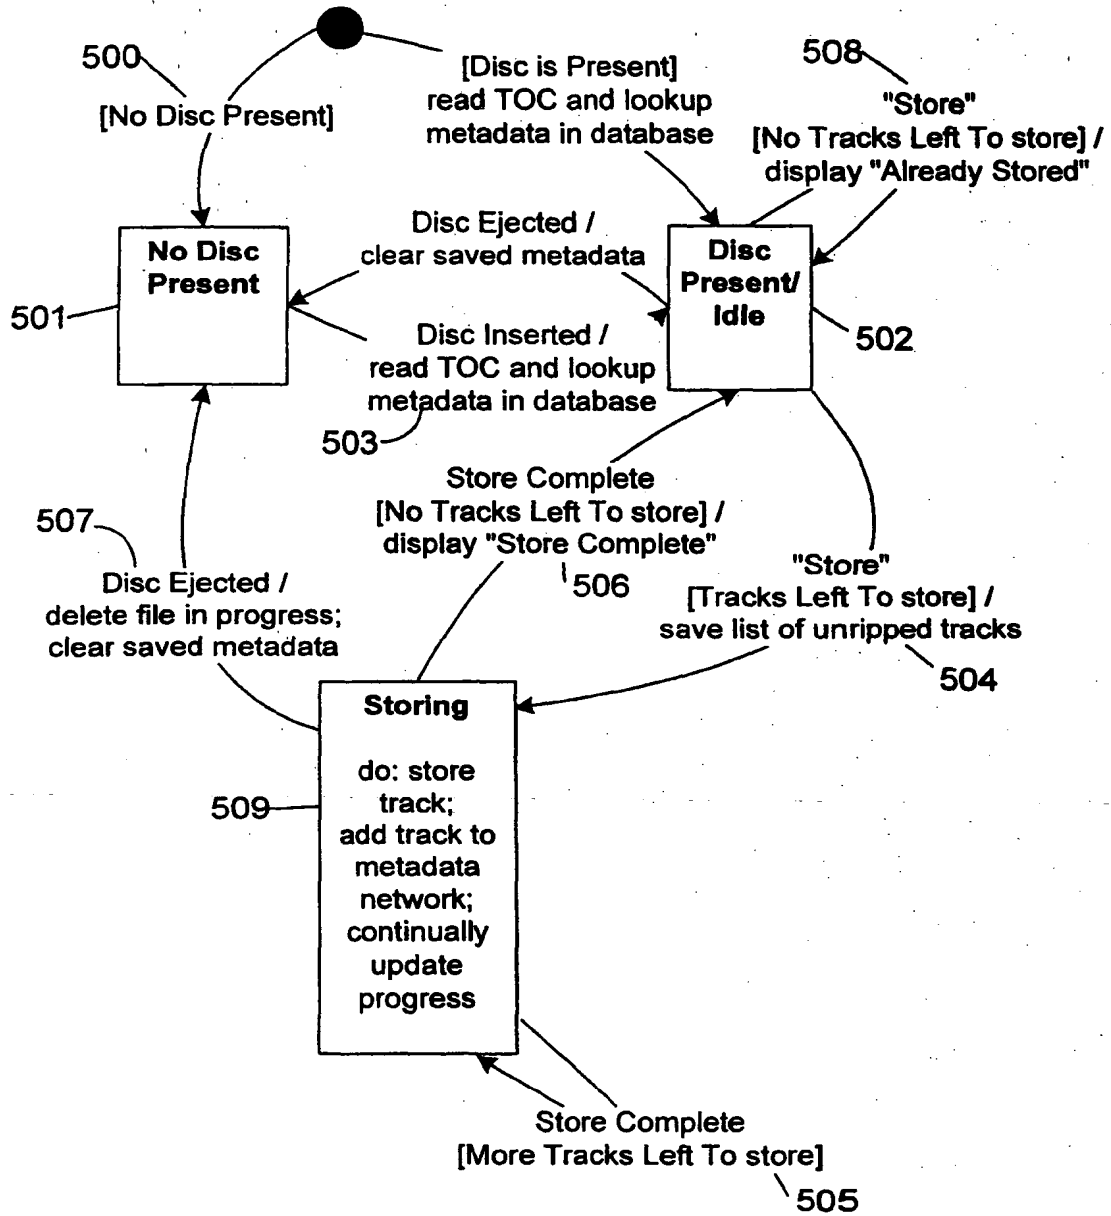 500
[No Disc Present]
[Disc is Present]
read TOC and lookup
metadata in database
508
"Store"
[No Tracks Left To store] /
display "Already Stored"
No Disc
Present
501
Disc Ejected /
clear saved metadata
Disc
Present/
Idle
502
Disc Inserted /
read TOC and lookup
metadata in database
503
Store Complete
[No Tracks Left To store] /
display "Store Complete"
506
507
Disc Ejected /
delete file in progress;
clear saved metadata
"Store"
[Tracks Left To store] /
save list of unripped tracks
504
Storing
do: store
track;
add track to
metadata
network;
continually
update
progress
509
Store Complete
[More Tracks Left To store]
505